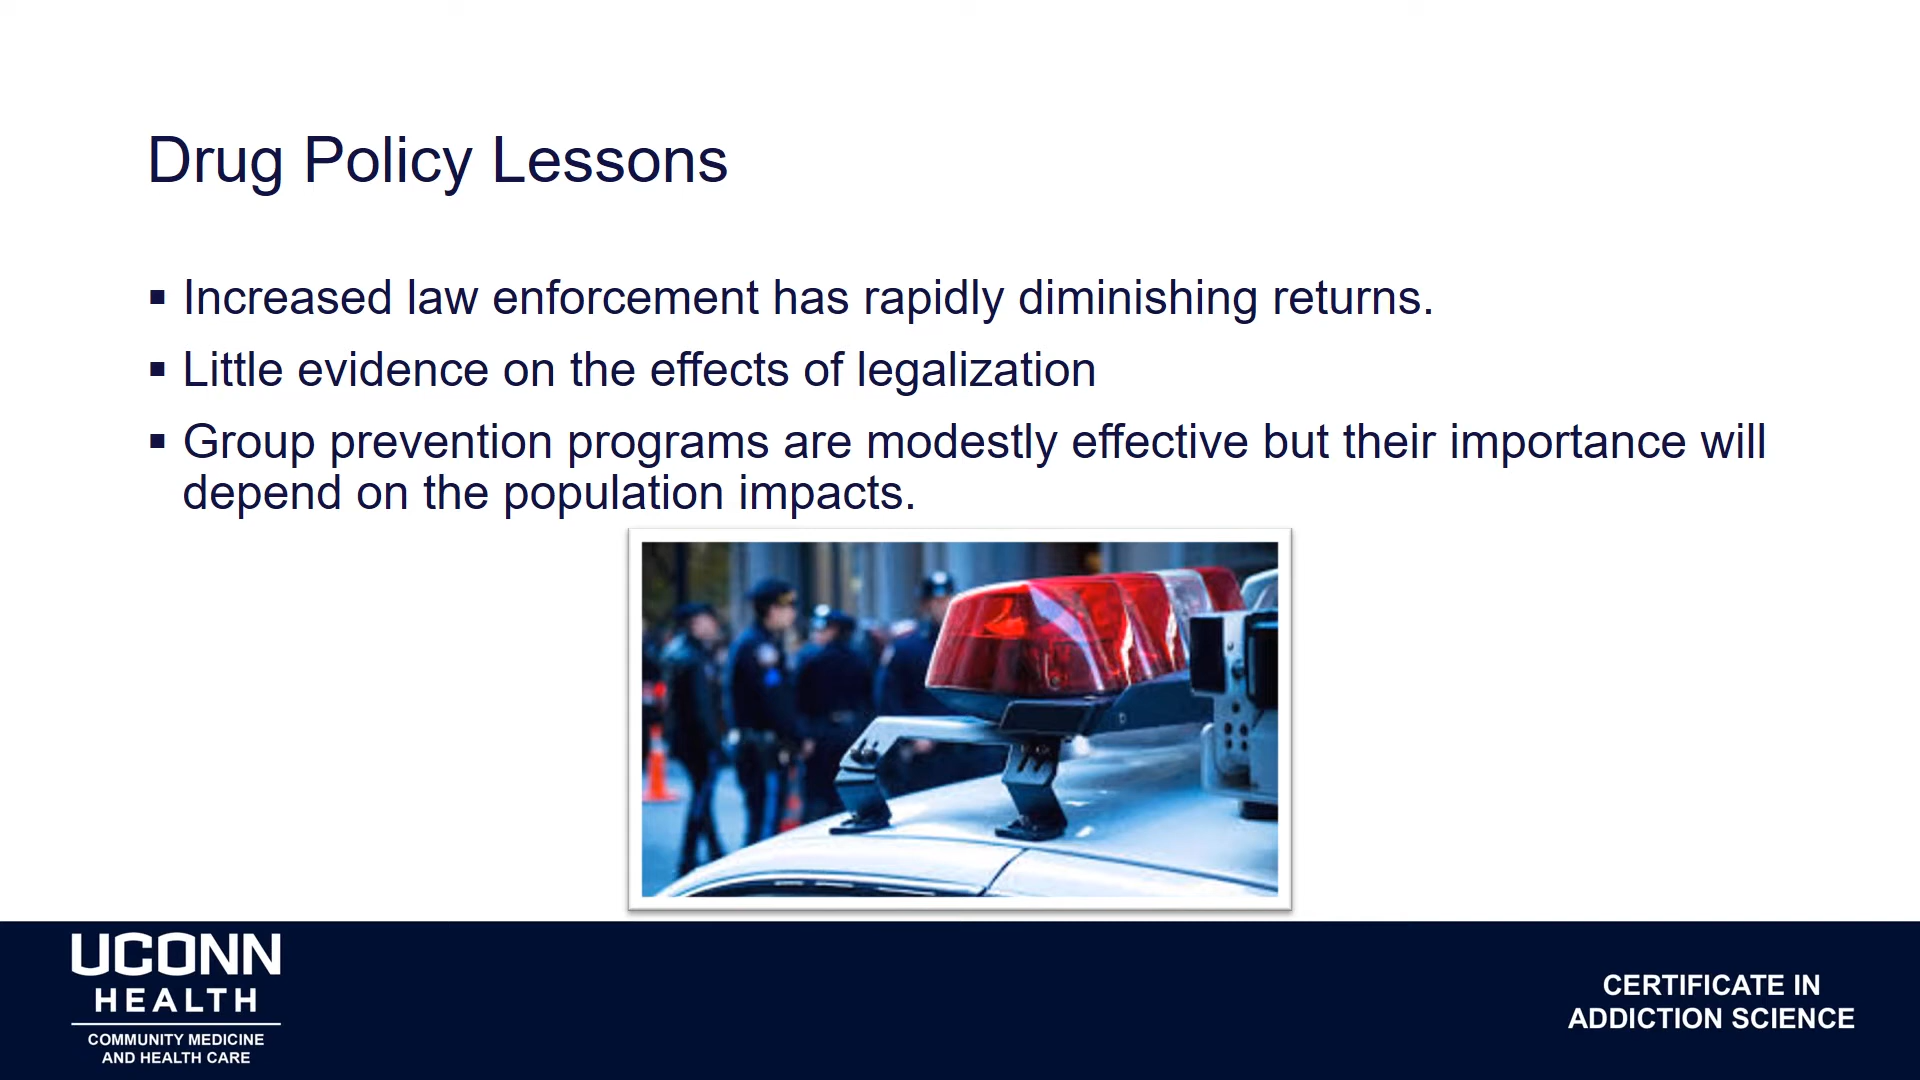 Drug Policy Lessons
▪ Increased law enforcement has rapidly diminishing returns.
▪ Little evidence on the effects of legalization
▪ Group prevention programs are modestly effective but their importance will
depend on the population impacts.
UCONN
HEALTH
COMMUNITY MEDICINE
AND HEALTH CARE
CERTIFICATE IN
ADDICTION SCIENCE